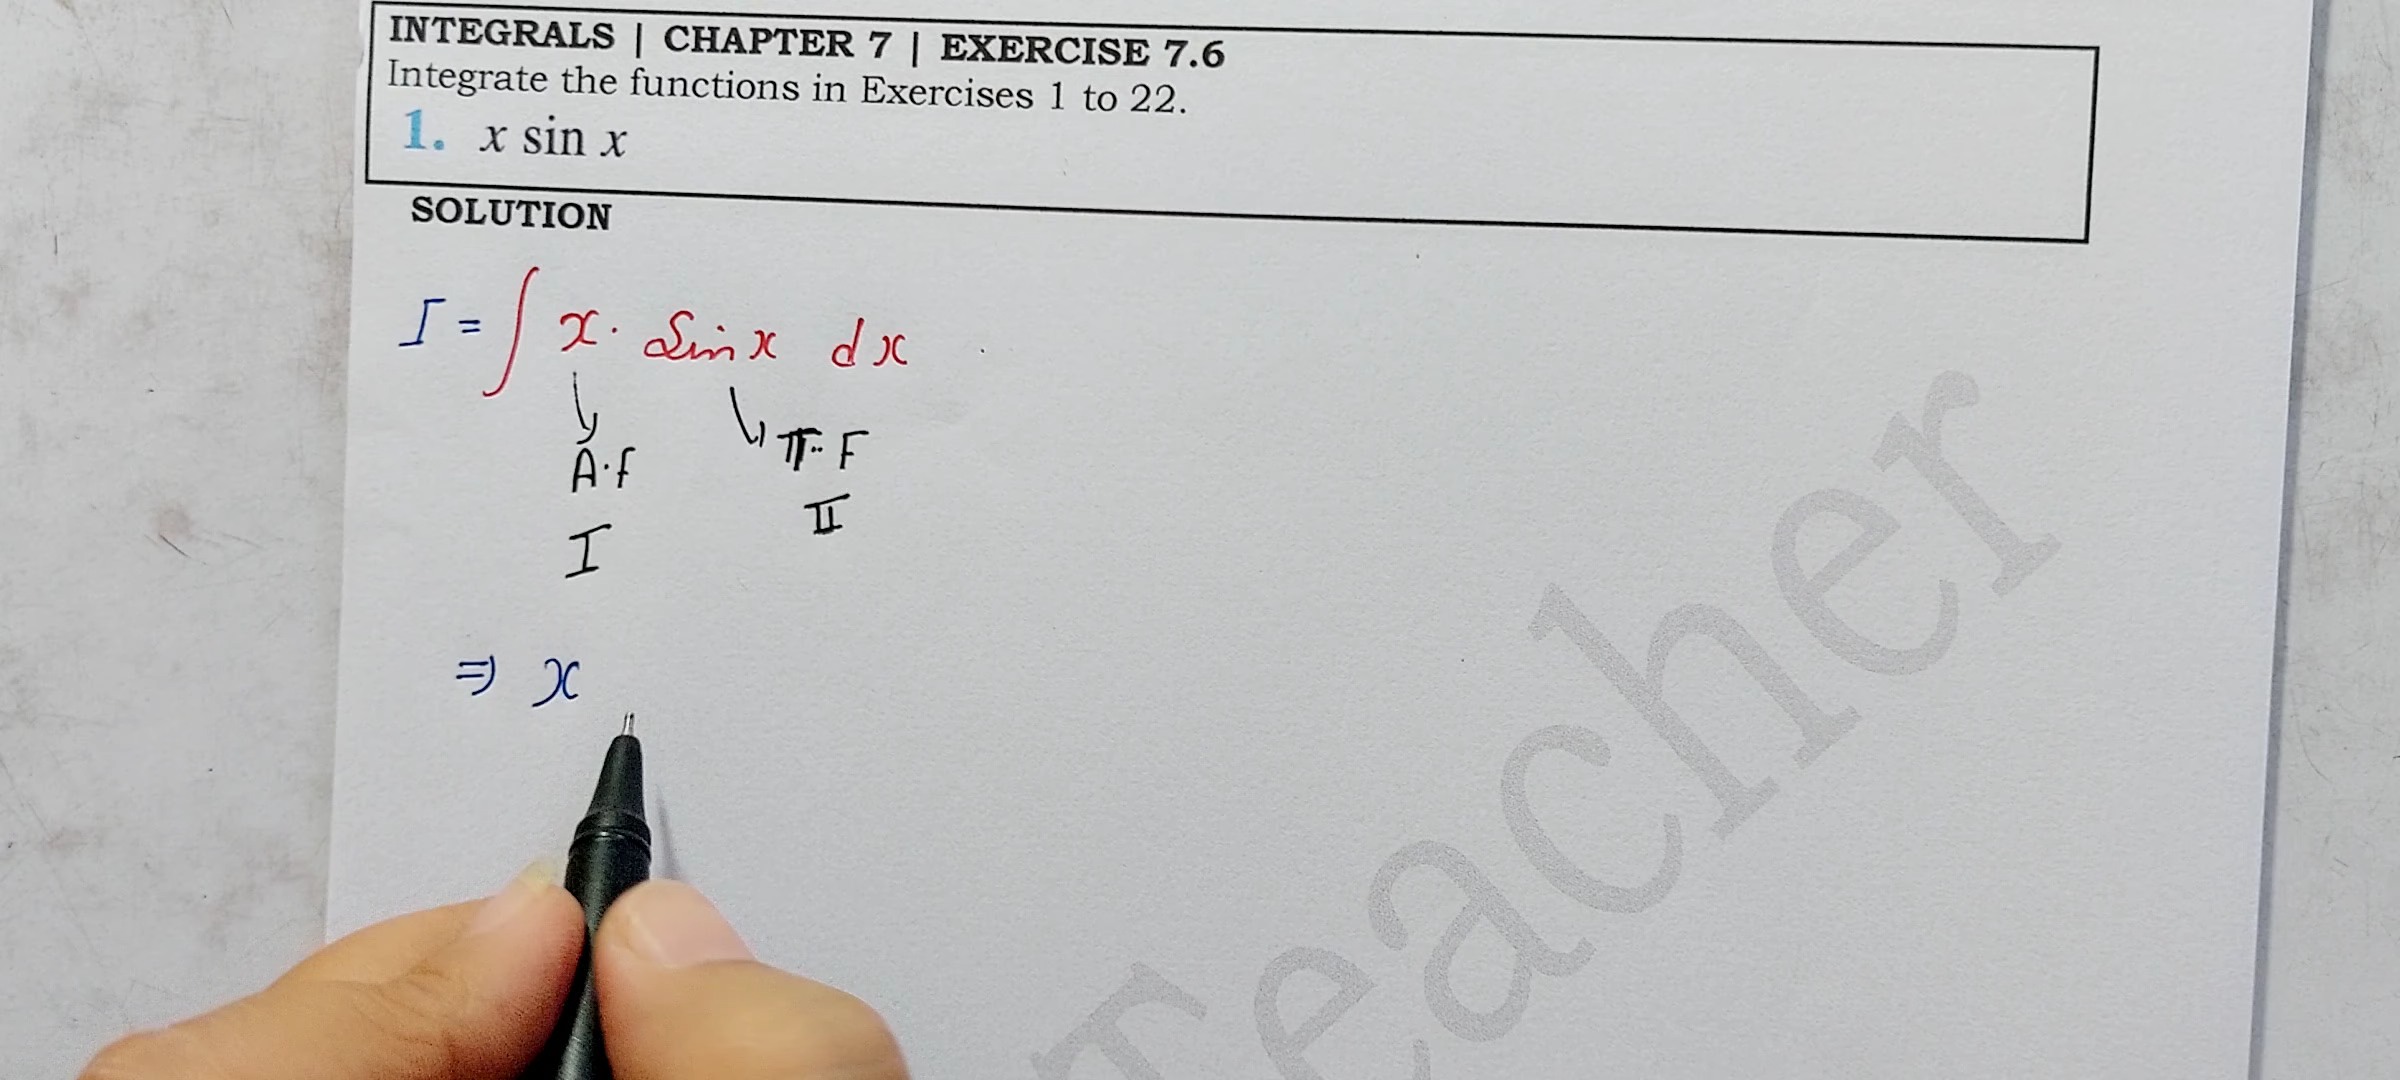 INTEGRALS | CHAPTER 7 | EXERCISE 7.6
Integrate the functions in Exercises 1 to 22.
1. x sin x
SOLUTION
I = ∫ x · Sin x dx
A·f T·F
I II
⇒ x
Teacher